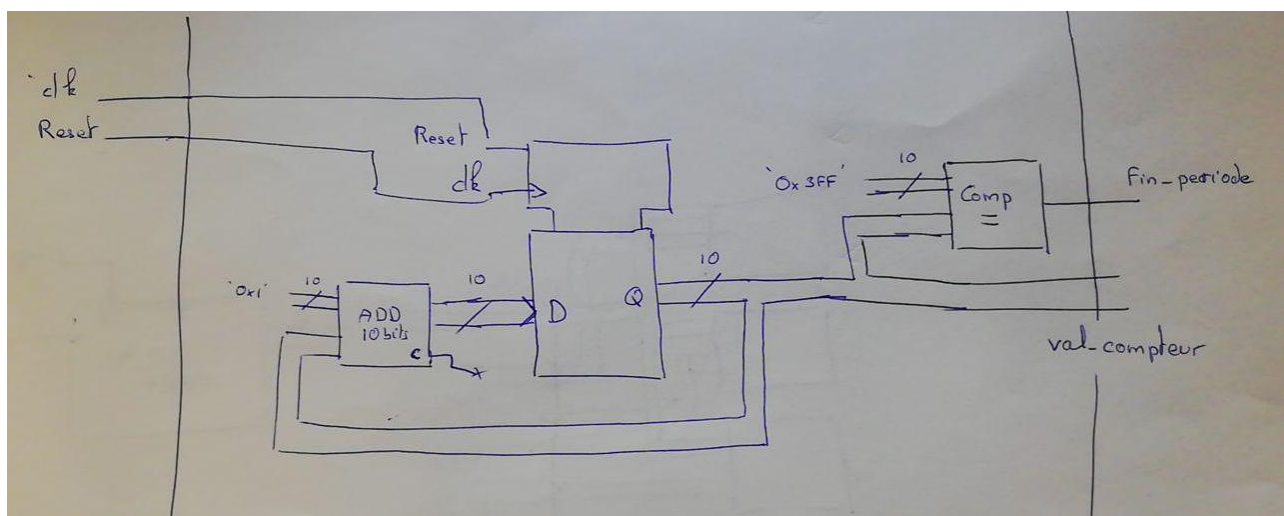 clk
Reset
Reset
clk
'0x3FF'
10
Comp
=
Fin_periode
'0x1'
10
ADD
10 bits
C
10
D
Q
10
val_compteur